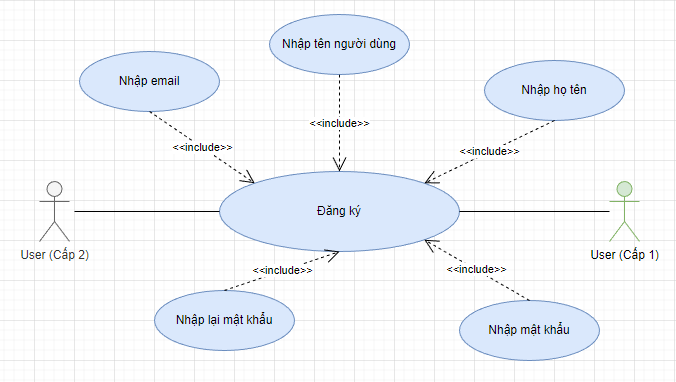 Nhập tên người dùng
Nhập email
Nhập họ tên
<<include>>
<<include>>
<<include>>
Đăng ký
User (Cấp 2)
User (Cấp 1)
<<include>>
<<include>>
Nhập lại mật khẩu
Nhập mật khẩu